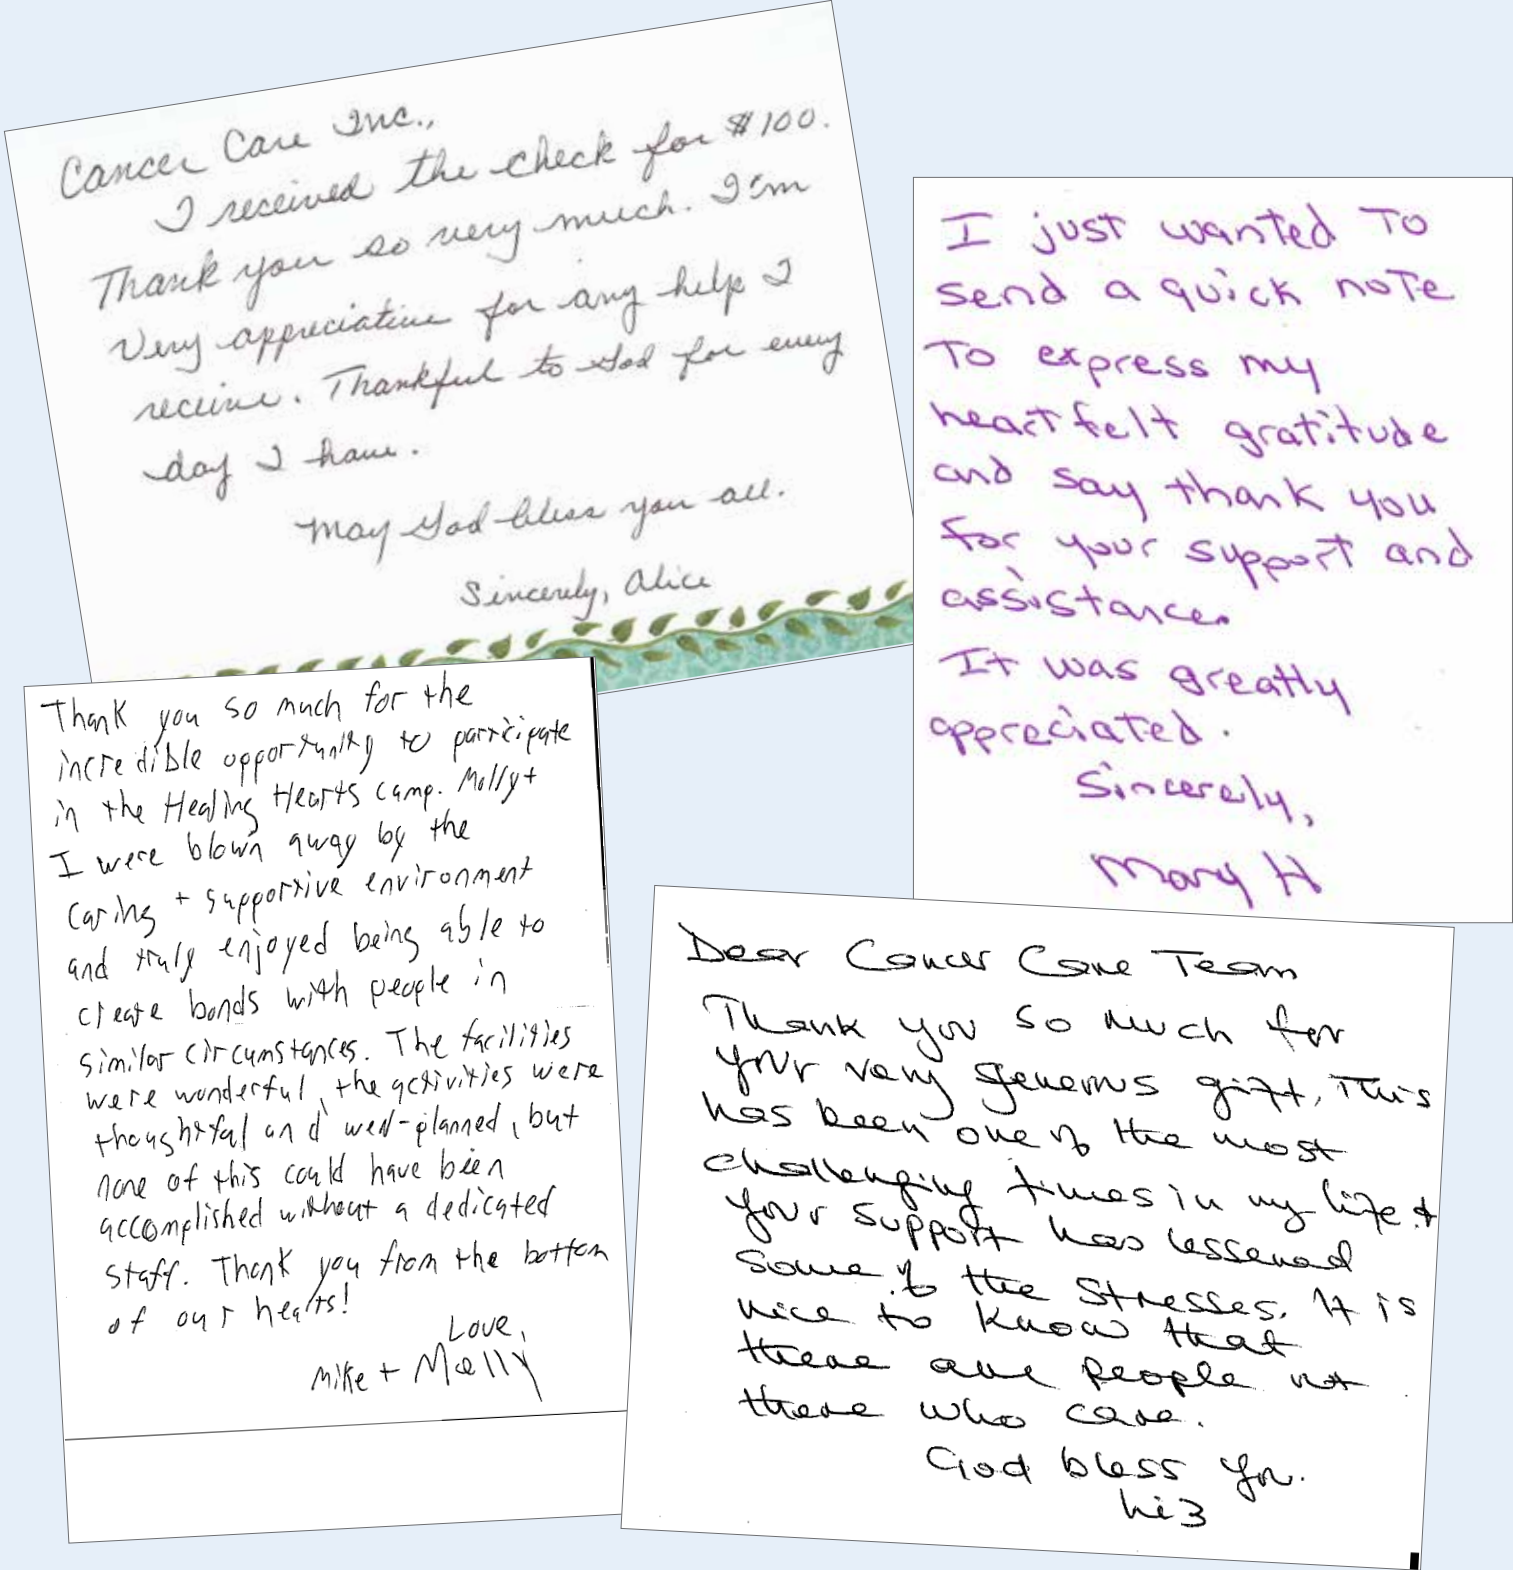 Cancer Care Inc.,
I received the check for $100.
Thank you so very much. I'm
very appreciative for any help I
receive. Thankful to God for every
day I have.
May God bless you all.
Sincerely, Alice
I just wanted To
send a quick noTe
To express my
heartfelt gratitude
and say thank you
for your support and
assistance.
It was greatly
appreciated.
Sincerely,
Mary H
Thank you so much for the
incredible opportunity to participate
in the Healing Hearts camp. Molly +
I were blown away by the
caring + supportive environment
and truly enjoyed being able to
create bonds with people in
similar circumstances. The facilities
were wonderful, the activities were
thoughtful and well-planned, but
none of this could have been
accomplished without a dedicated
staff. Thank you from the bottom
of our hearts!
Love,
Mike + Molly
Dear Cancer Care Team
Thank you so much for
your very generous gift. This
has been one of the most
challenging times in my life &
your support has lessened
some of the stresses. It is
nice to know that
there are people out
there who care.
God bless you.